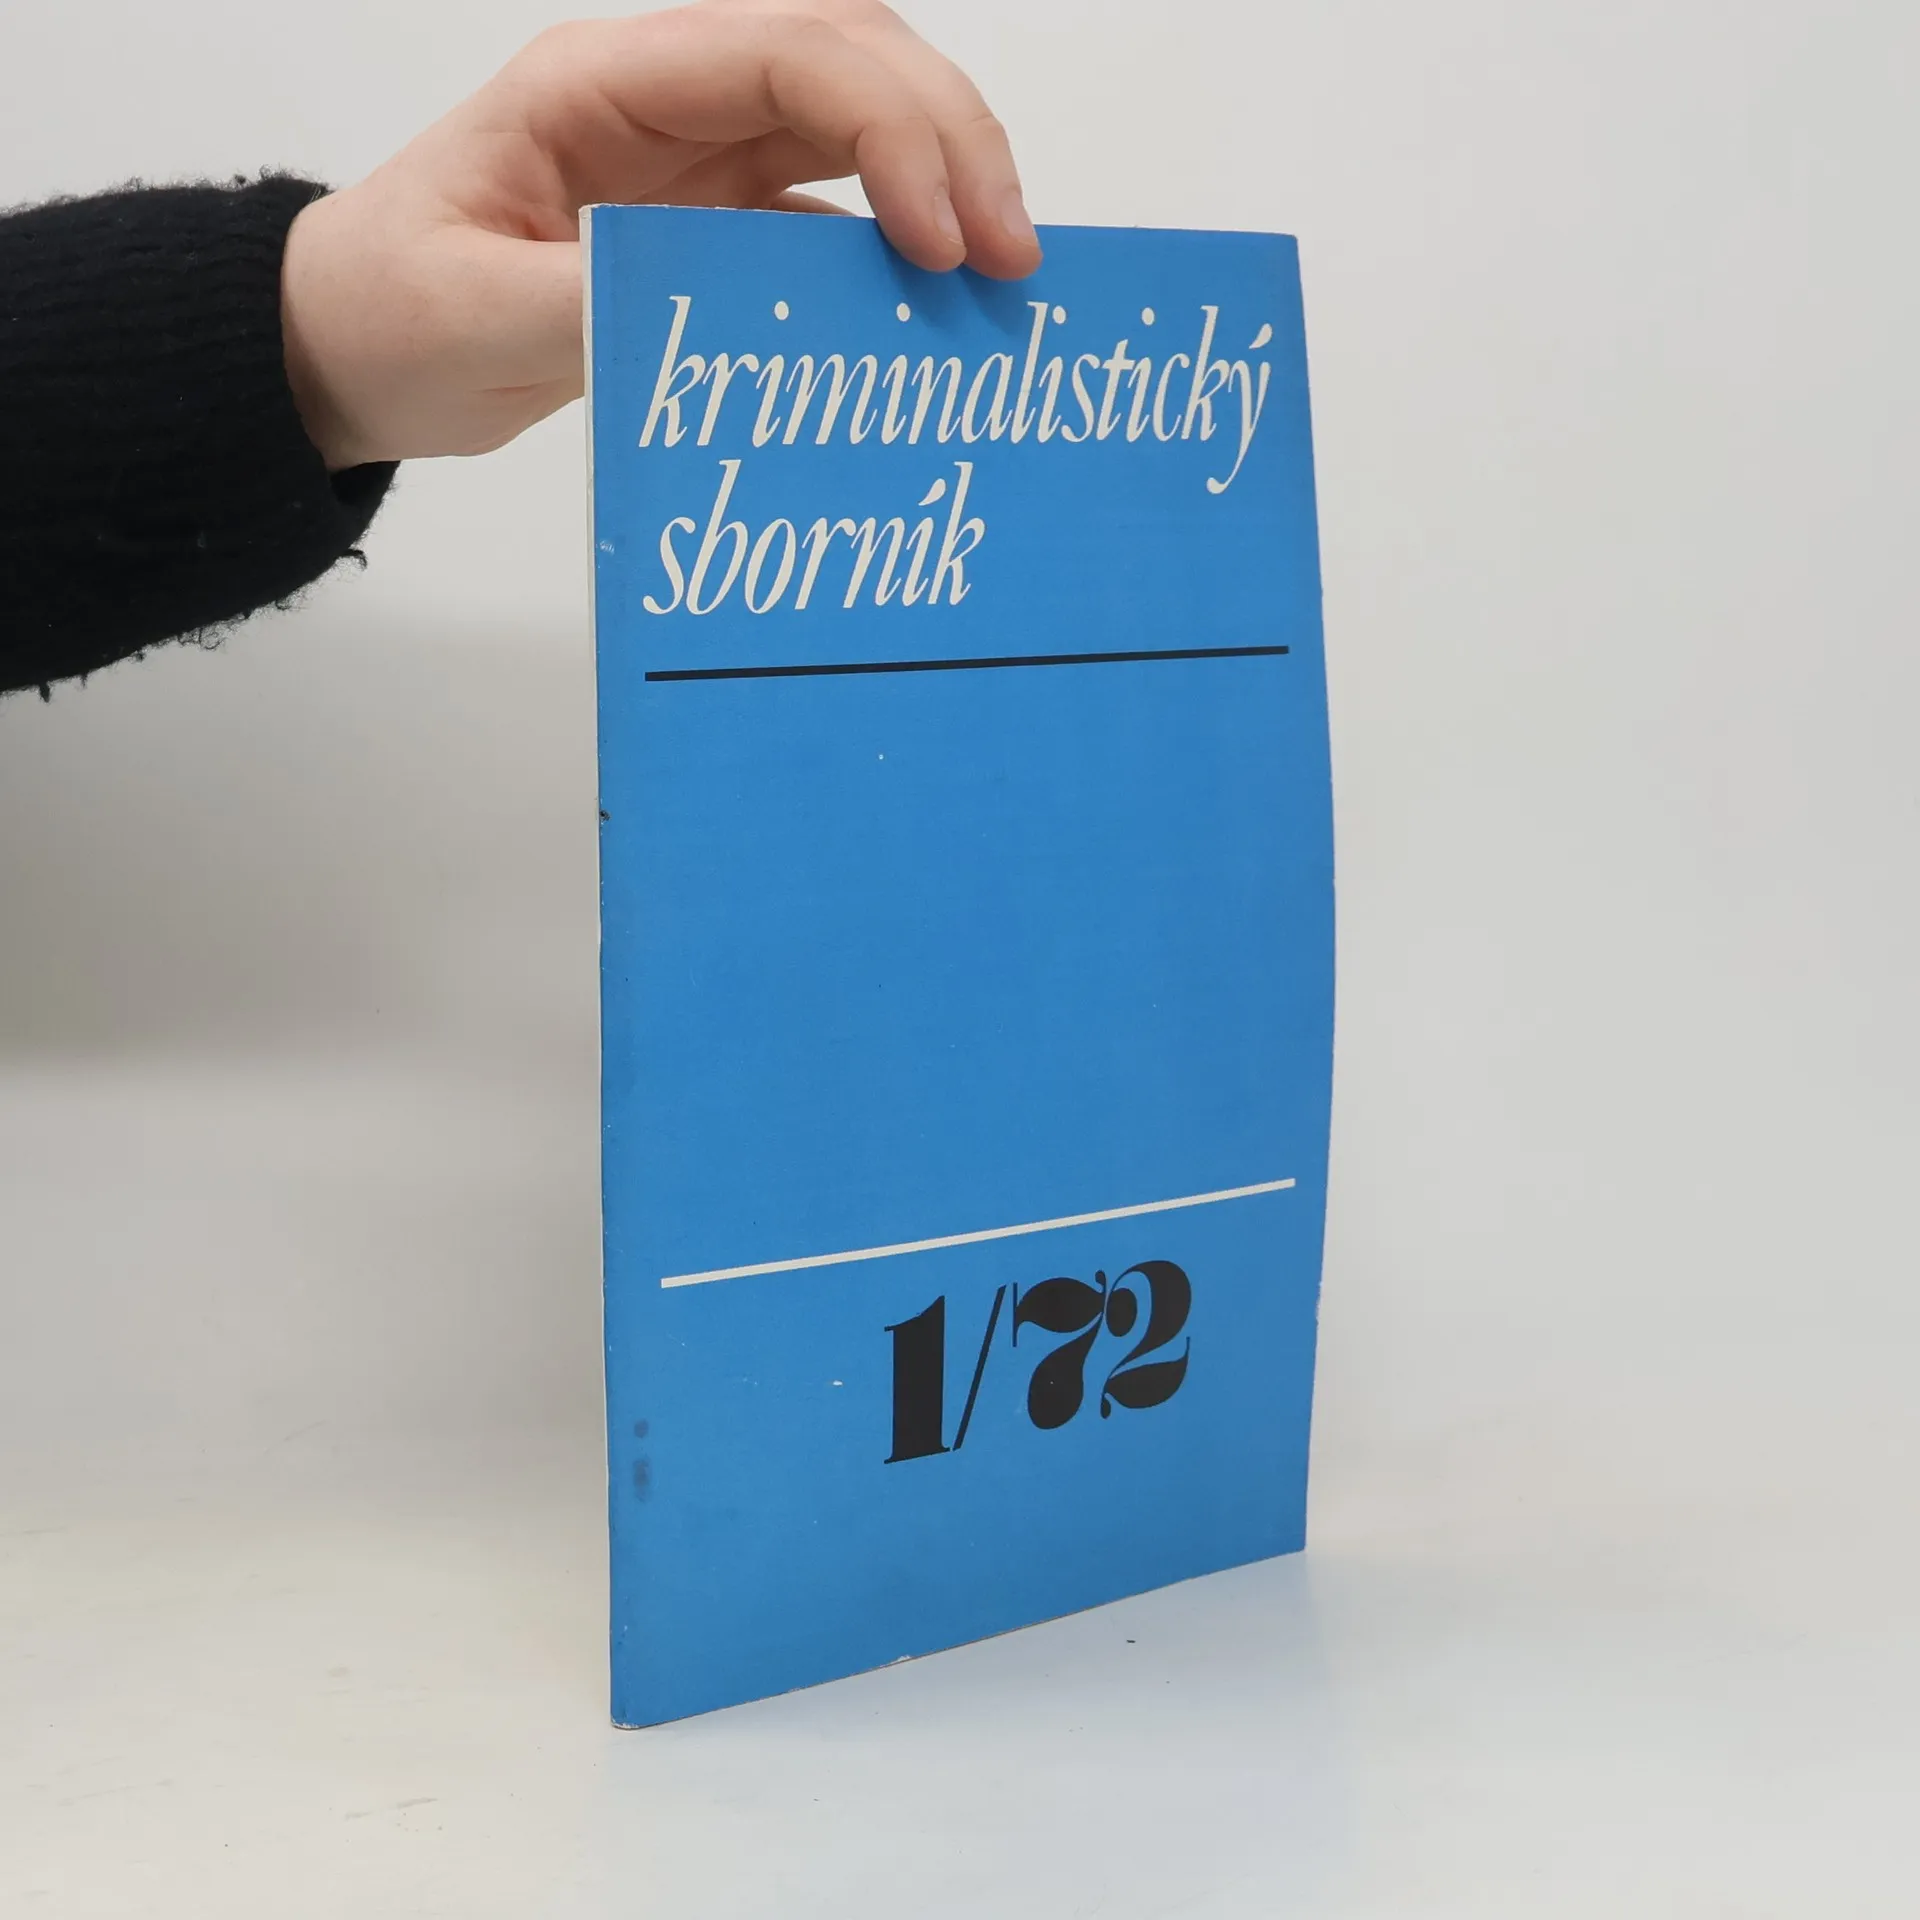 kriminalistický
sborník
1/72